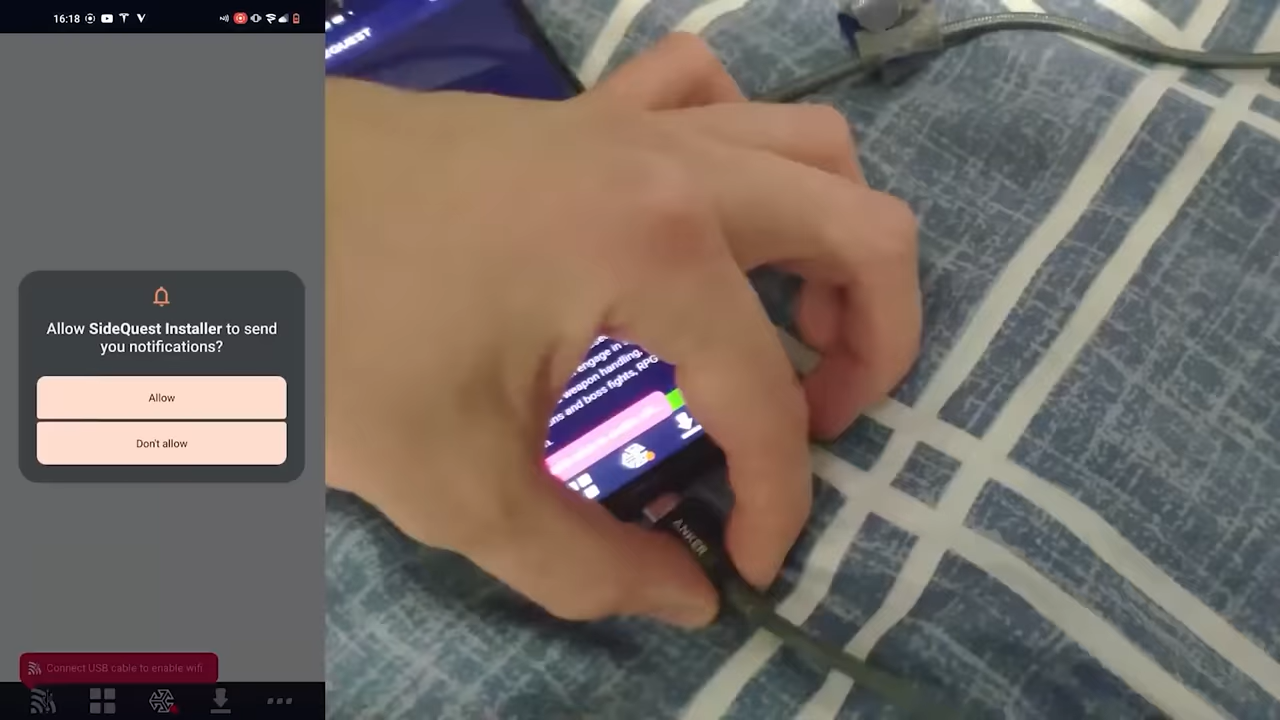 16:18
Allow SideQuest Installer to send
you notifications?
Allow
Don't allow
Connect USB cable to enable wifi
QUEST
engage in
weapon handling,
ns and boss fights, RPG
ANKER